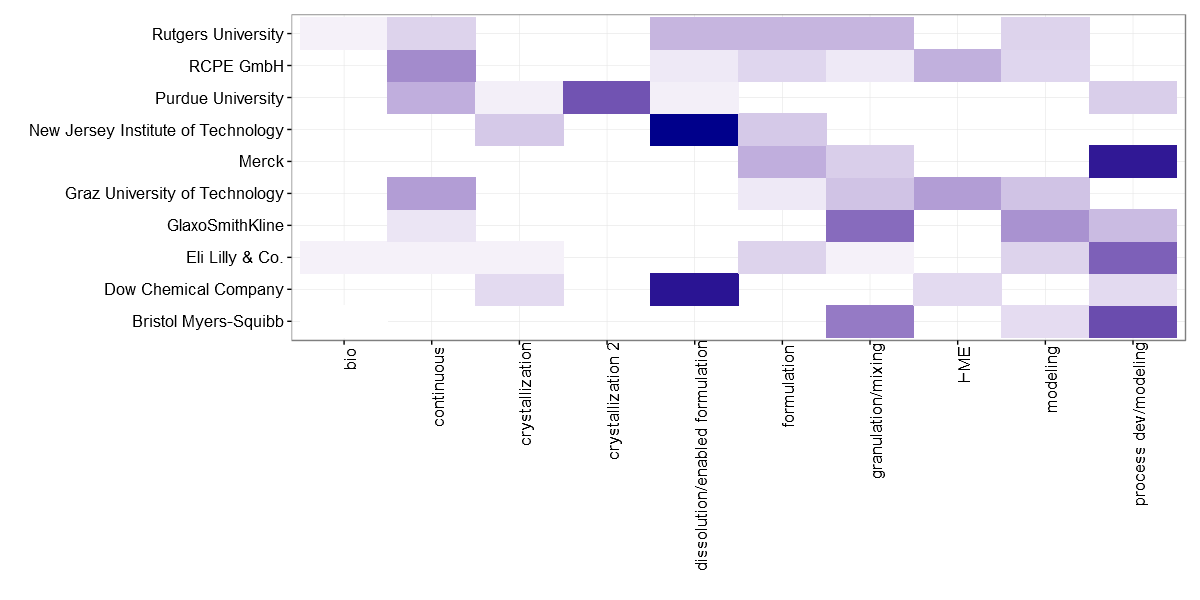 Rutgers University
RCPE GmbH
Purdue University
New Jersey Institute of Technology
Merck
Graz University of Technology
GlaxoSmithKline
Eli Lilly & Co.
Dow Chemical Company
Bristol Myers-Squibb
bio
continuous
crystallization
crystallization 2
dissolution/enabled formulation
formulation
granulation/mixing
HME
modeling
process dev/modeling